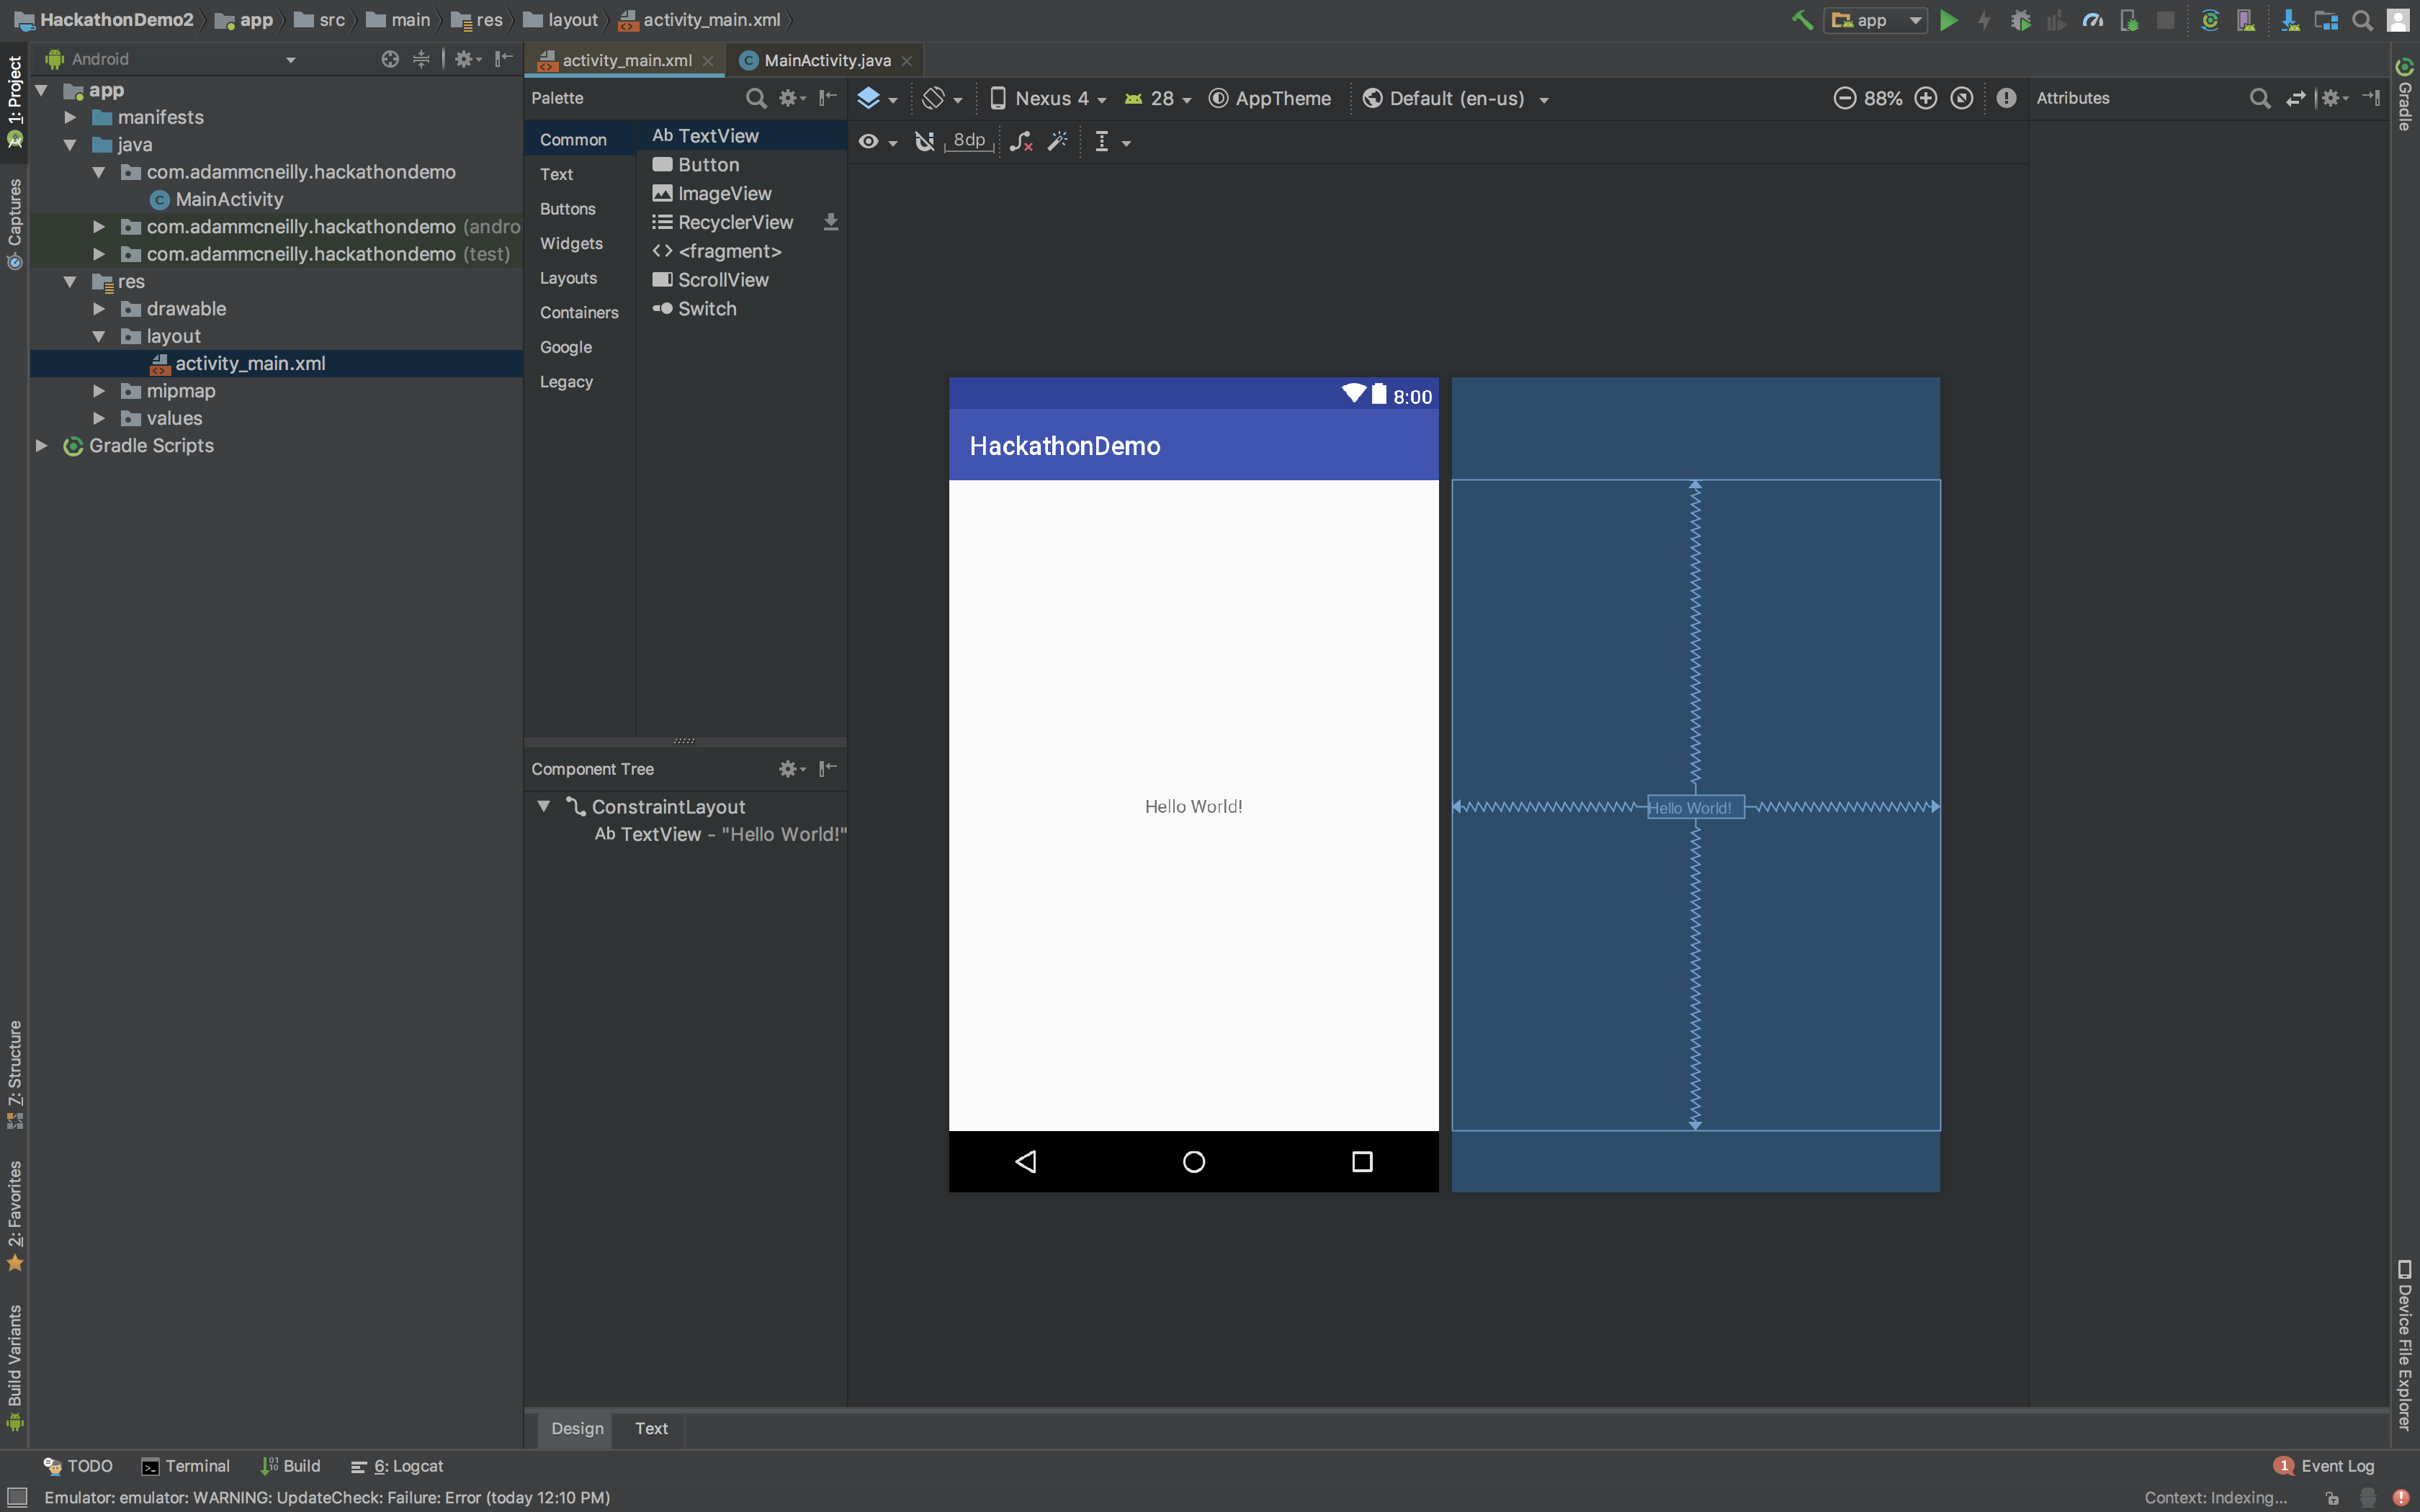 HackathonDemo2 app src main res layout activity_main.xml
app
1: Project
Captures
7: Structure
2: Favorites
Build Variants
Android
app
manifests
java
com.adammcneilly.hackathondemo
MainActivity
com.adammcneilly.hackathondemo (andro
com.adammcneilly.hackathondemo (test)
res
drawable
layout
activity_main.xml
mipmap
values
Gradle Scripts
activity_main.xml MainActivity.java
Palette
Common
Text
Buttons
Widgets
Layouts
Containers
Google
Legacy
Ab TextView
Button
ImageView
RecyclerView
<fragment>
ScrollView
Switch
Component Tree
ConstraintLayout
Ab TextView - "Hello World!"
Nexus 4 28 AppTheme Default (en-us) 88%
8dp
8:00
HackathonDemo
Hello World!
Hello World!
Attributes
Gradle
Device File Explorer
Design Text
TODO Terminal Build 6: Logcat
1 Event Log
Emulator: emulator: WARNING: UpdateCheck: Failure: Error (today 12:10 PM)
Context: Indexing...